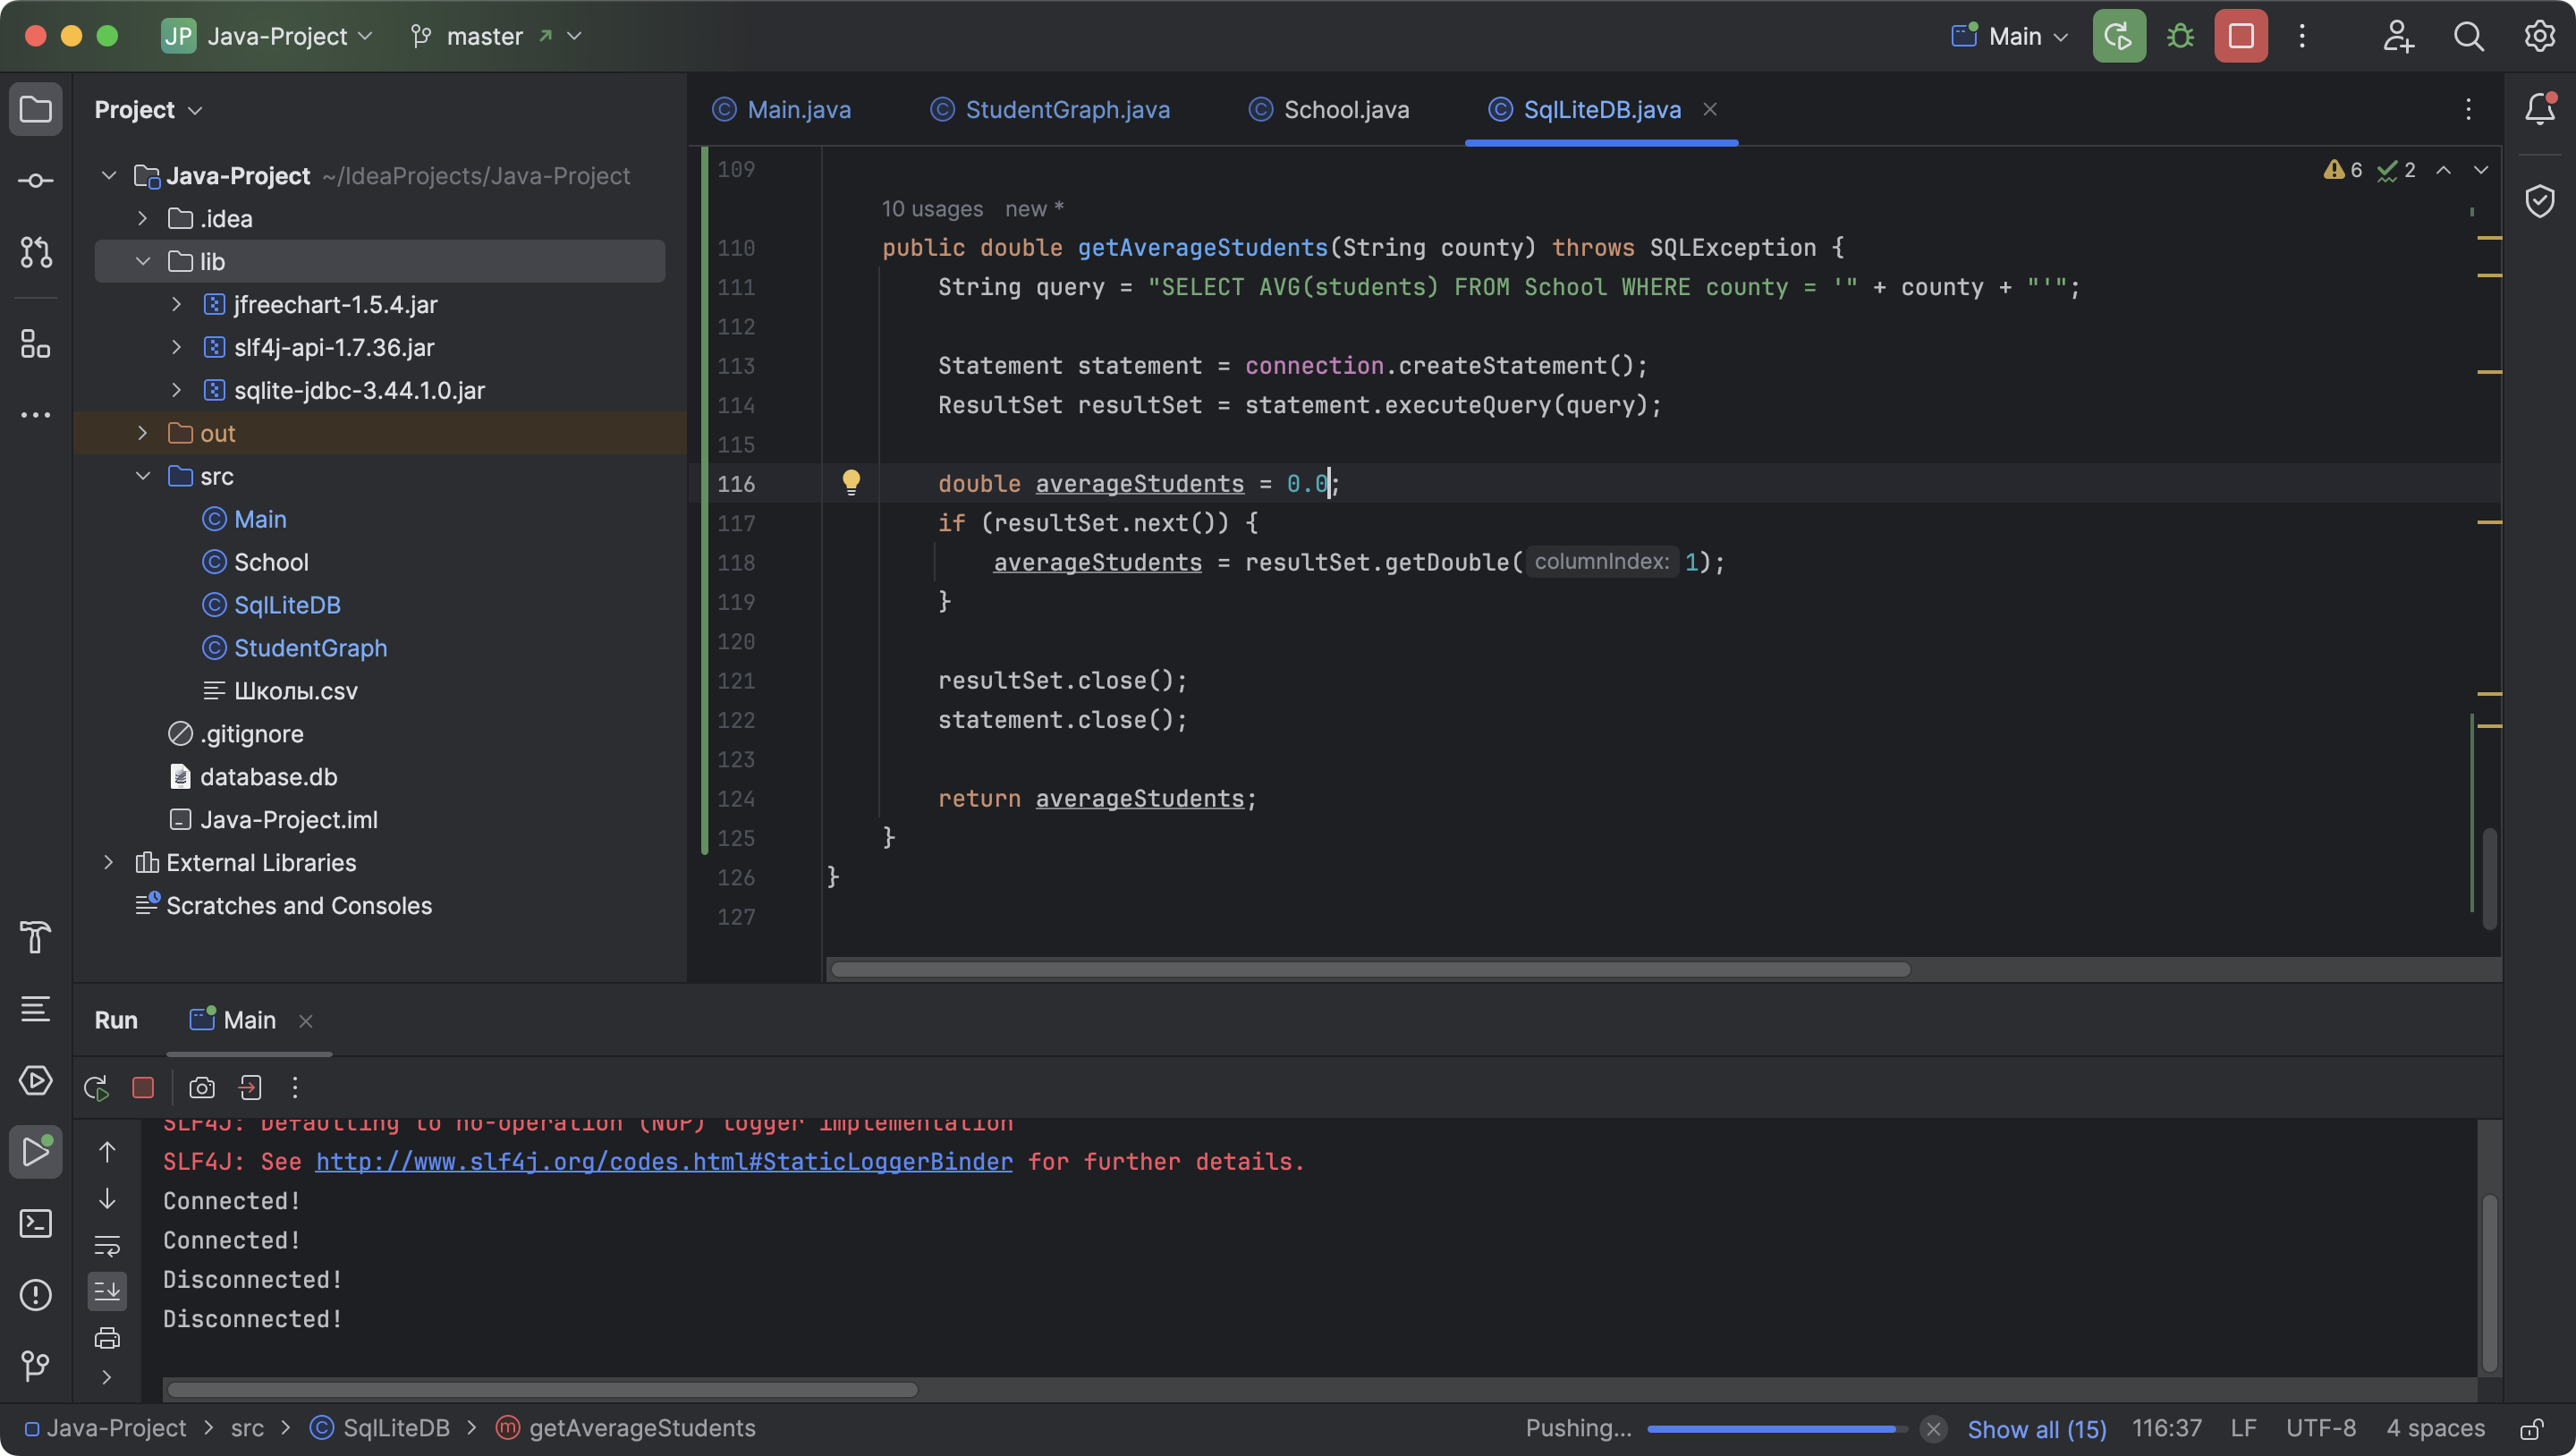 JP Java-Project master Main
Project
Java-Project ~/IdeaProjects/Java-Project
.idea
lib
jfreechart-1.5.4.jar
slf4j-api-1.7.36.jar
sqlite-jdbc-3.44.1.0.jar
out
src
Main
School
SqlLiteDB
StudentGraph
Школы.csv
.gitignore
database.db
Java-Project.iml
External Libraries
Scratches and Consoles
Main.java StudentGraph.java School.java SqlLiteDB.java
6 2
109
10 usages new *
110 public double getAverageStudents(String county) throws SQLException {
111 String query = "SELECT AVG(students) FROM School WHERE county = '" + county + "'";
112
113 Statement statement = connection.createStatement();
114 ResultSet resultSet = statement.executeQuery(query);
115
116 double averageStudents = 0.0;
117 if (resultSet.next()) {
118 averageStudents = resultSet.getDouble( columnIndex: 1);
119 }
120
121 resultSet.close();
122 statement.close();
123
124 return averageStudents;
125 }
126 }
127
Run Main
SLF4J: Defaulting to no-operation (NOP) logger implementation
SLF4J: See http://www.slf4j.org/codes.html#StaticLoggerBinder for further details.
Connected!
Connected!
Disconnected!
Disconnected!
Java-Project > src > SqlLiteDB > getAverageStudents Pushing... Show all (15) 116:37 LF UTF-8 4 spaces